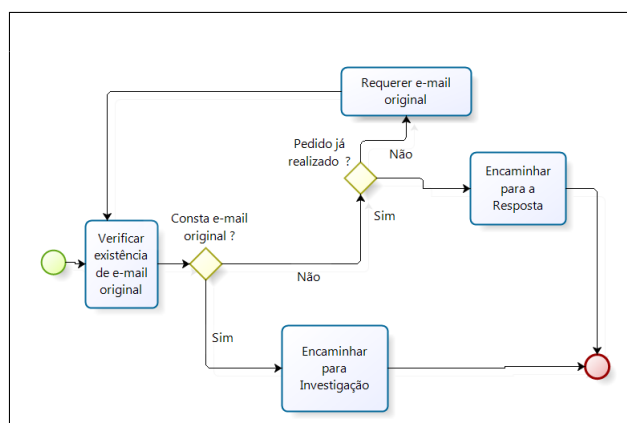 Requerer e-mail
original
Pedido já
realizado ?
Não
Encaminhar
para a
Resposta
Sim
Consta e-mail
original ?
Verificar
existência
de e-mail
original
Não
Sim
Encaminhar
para
Investigação